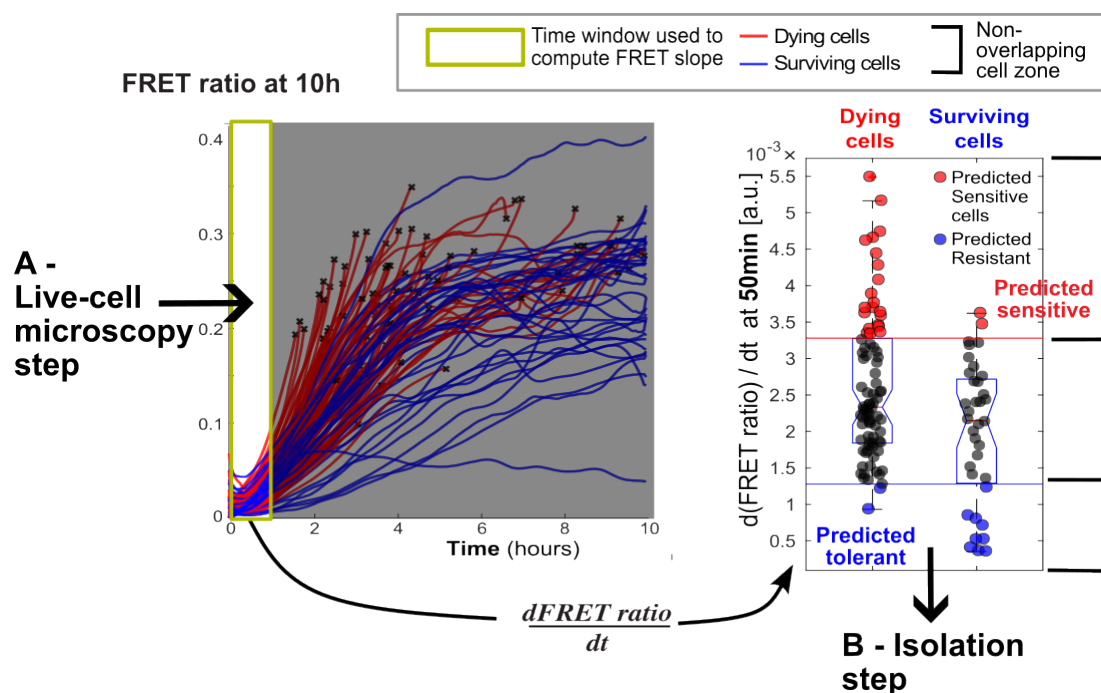 Time window used to
compute FRET slope
Dying cells
Surviving cells
Non-
overlapping
cell zone
FRET ratio at 10h
0.4
0.3
0.2
0.1
0
0
2
4
6
8
10
Time (hours)
A -
Live-cell
microscopy
step
dFRET ratio
dt
Dying
cells
Surviving
cells
10⁻³×
d(FRET ratio) / dt at 50min [a.u.]
5.5
5
4.5
4
3.5
3
2.5
2
1.5
1
0.5
Predicted
Sensitive
cells
Predicted
Resistant
Predicted
sensitive
Predicted
tolerant
B - Isolation
step